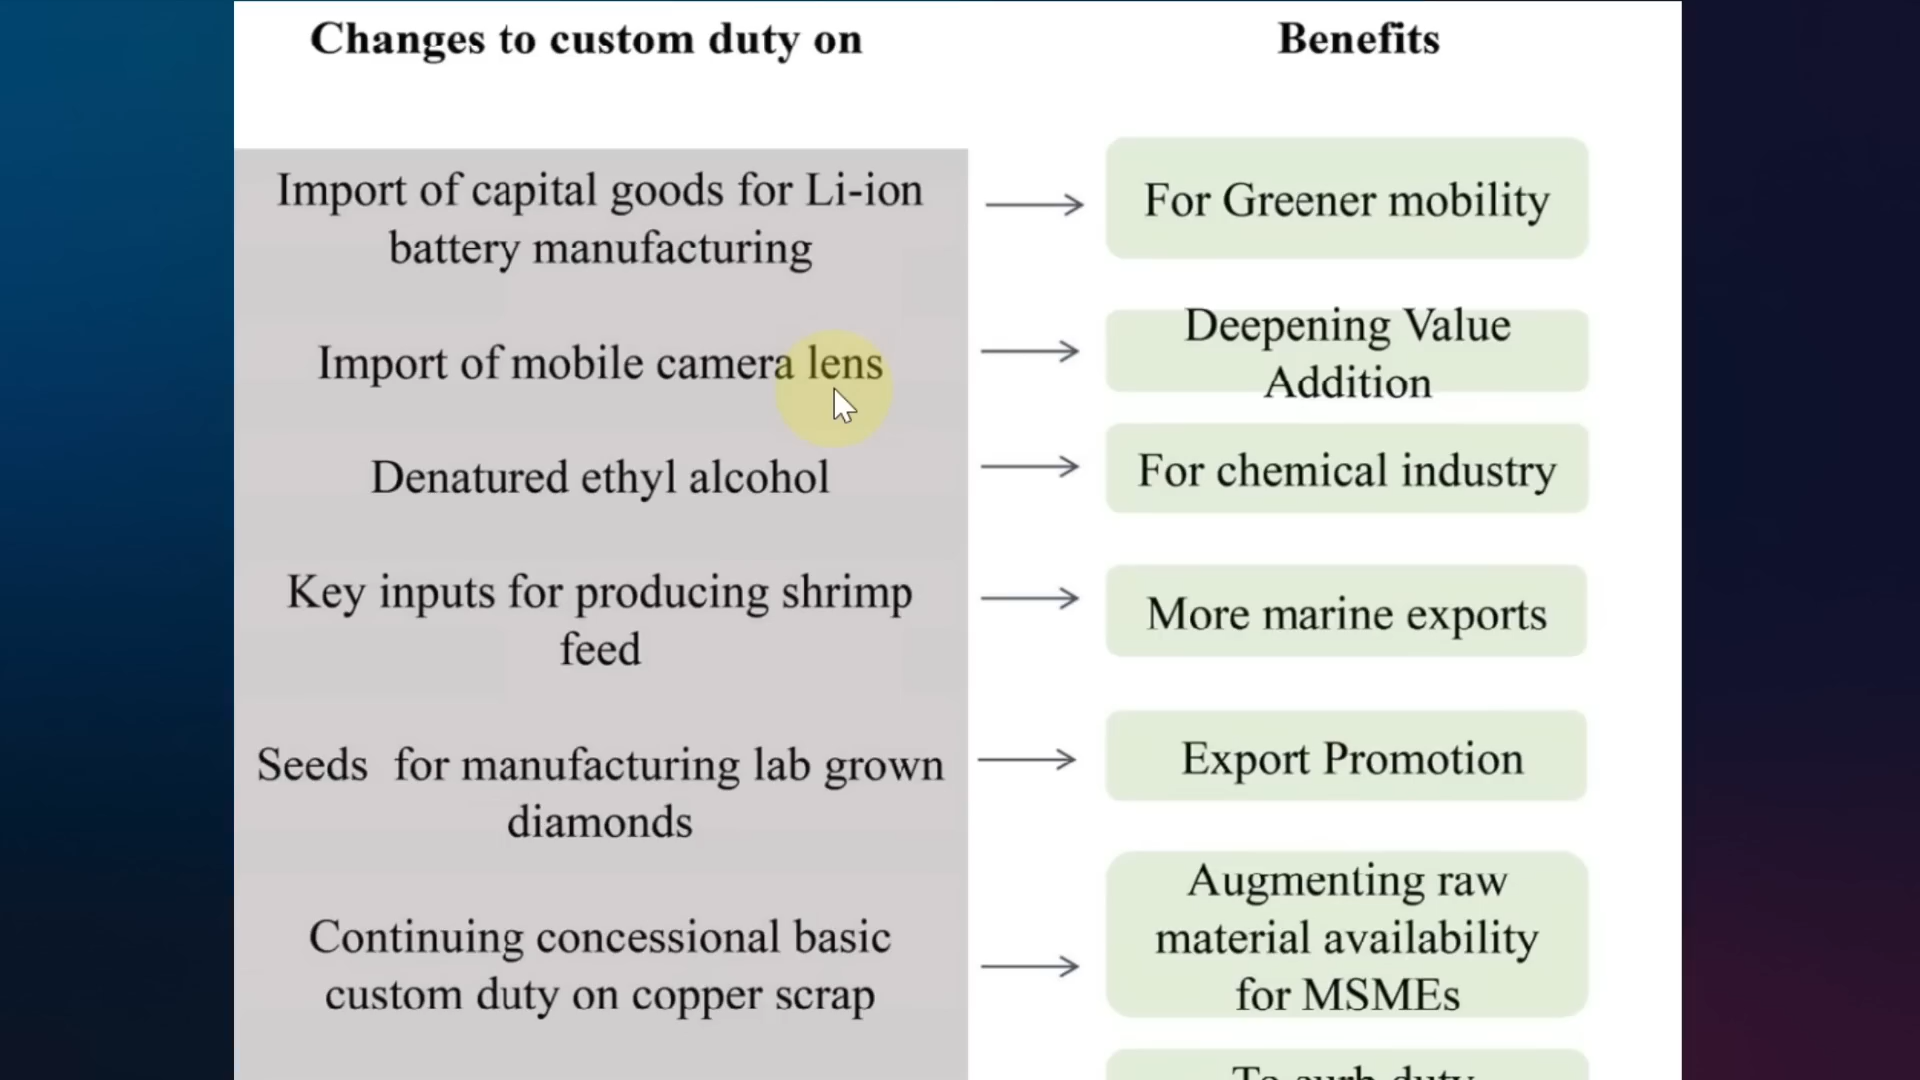 Changes to custom duty on
Benefits
Import of capital goods for Li-ion
battery manufacturing
For Greener mobility
Import of mobile camera lens
Deepening Value
Addition
Denatured ethyl alcohol
For chemical industry
Key inputs for producing shrimp
feed
More marine exports
Seeds for manufacturing lab grown
diamonds
Export Promotion
Continuing concessional basic
custom duty on copper scrap
Augmenting raw
material availability
for MSMEs
To curb duty